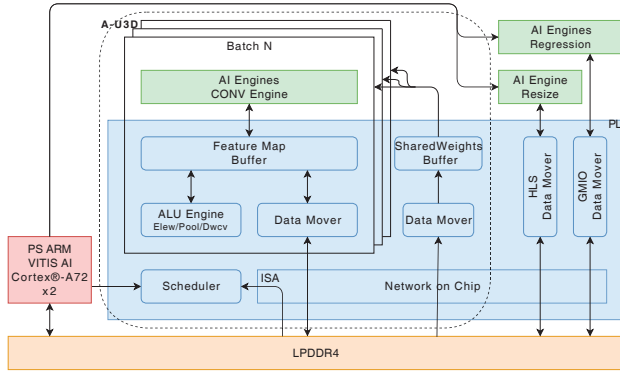 A-U3D
Batch N
AI Engines
Regression
AI Engines
CONV Engine
AI Engine
Resize
PL
Feature Map
Buffer
SharedWeights
Buffer
HLS
Data Mover
GMIO
Data Mover
ALU Engine
Elew/Pool/Dwcv
Data Mover
Data Mover
PS ARM
VITIS AI
Cortex®-A72
x2
Scheduler
ISA
Network on Chip
LPDDR4